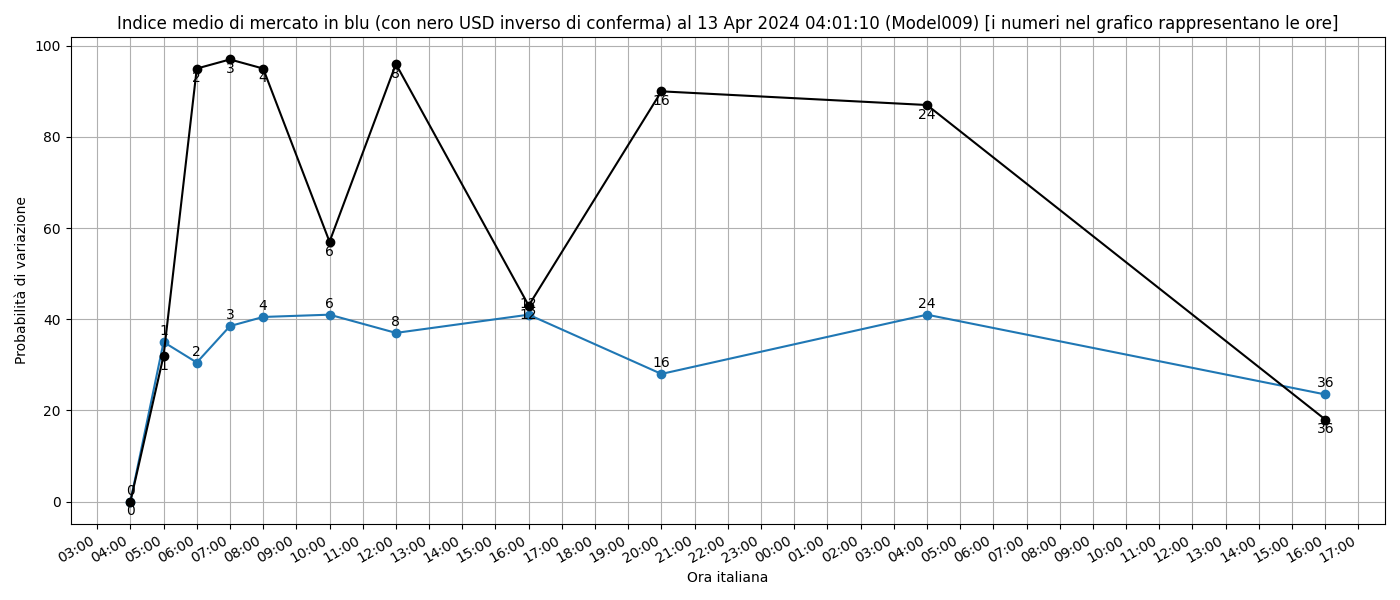 Indice medio di mercato in blu (con nero USD inverso di conferma) al 13 Apr 2024 04:01:10 (Model009) [i numeri nel grafico rappresentano le ore]
Probabilità di variazione
100
80
60
40
20
0
0 1 2 3 4 6 8 12 16 24 36
0 1 2 3 4 6 8 12 16 24 36
03:00 04:00 05:00 06:00 07:00 08:00 09:00 10:00 11:00 12:00 13:00 14:00 15:00 16:00 17:00 18:00 19:00 20:00 21:00 22:00 23:00 00:00 01:00 02:00 03:00 04:00 05:00 06:00 07:00 08:00 09:00 10:00 11:00 12:00 13:00 14:00 15:00 16:00 17:00
Ora italiana